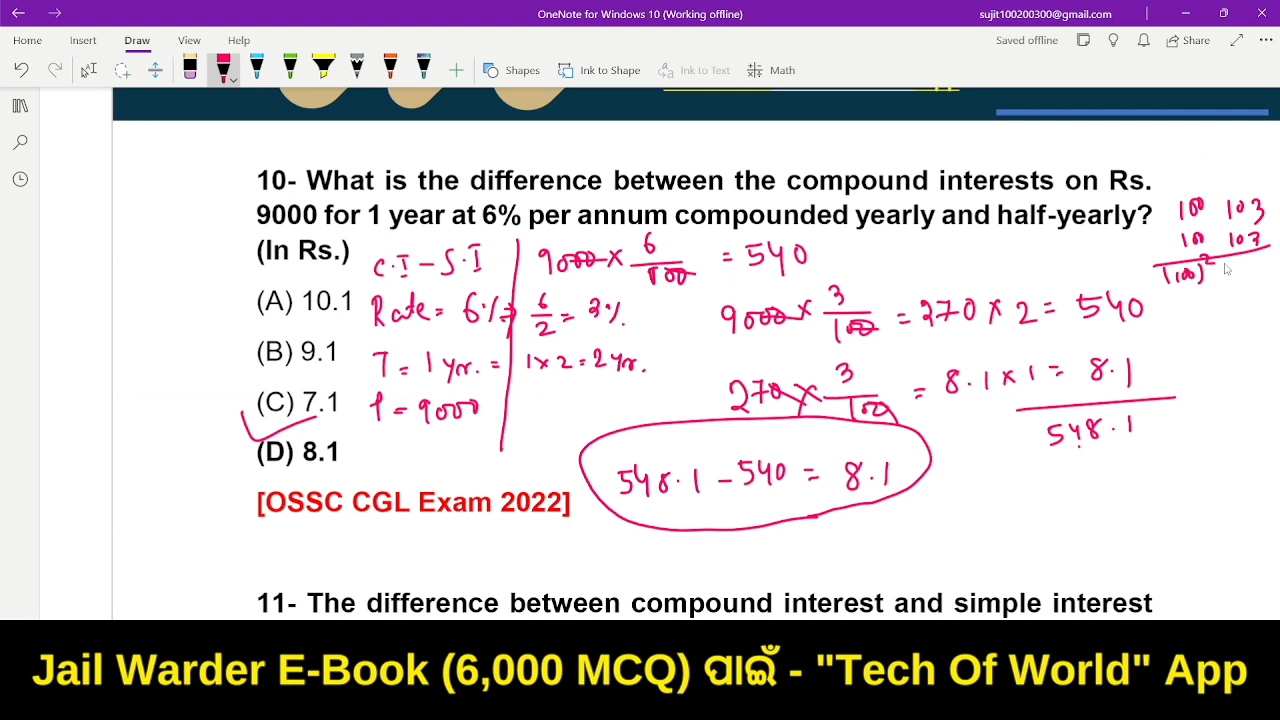 OneNote for Windows 10 (Working offline)
sujit100200300@gmail.com
Home Insert Draw View Help
Saved offline
Share
Shapes
Ink to Shape
Ink to Text
Math
10- What is the difference between the compound interests on Rs.
9000 for 1 year at 6% per annum compounded yearly and half-yearly?
(In Rs.)
(A) 10.1
(B) 9.1
(C) 7.1
(D) 8.1
[OSSC CGL Exam 2022]
C.I - S.I
Rate = 6% ⇒ 6/2 = 3%.
T = 1 yr. = 1 × 2 = 2 yr.
P = 9000
9000 × 6/100 = 540
9000 × 3/100 = 270 × 2 = 540
270 × 3/100 = 8.1 × 1 = 8.1
548.1
548.1 - 540 = 8.1
100 103
100 103
(100)²
11- The difference between compound interest and simple interest
Jail Warder E-Book (6,000 MCQ) ପାଇଁ - "Tech Of World" App